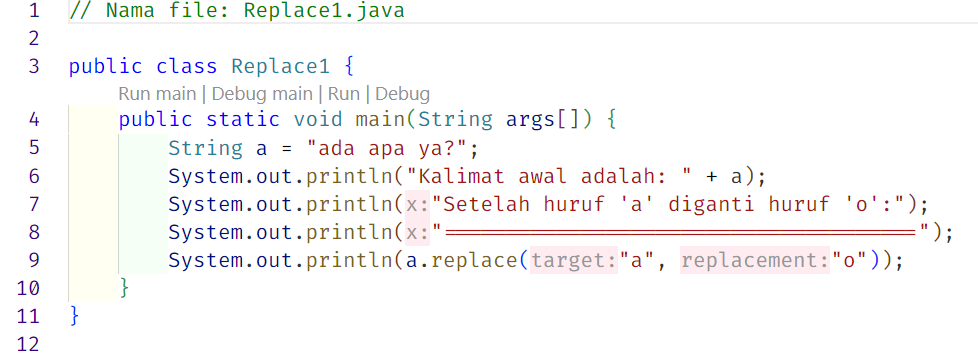 1 // Nama file: Replace1.java
2
3 public class Replace1 {
Run main | Debug main | Run | Debug
4 public static void main(String args[]) {
5 String a = "ada apa ya?";
6 System.out.println("Kalimat awal adalah: " + a);
7 System.out.println(x:"Setelah huruf 'a' diganti huruf 'o':");
8 System.out.println(x:"======================================");
9 System.out.println(a.replace(target:"a", replacement:"o"));
10 }
11 }
12